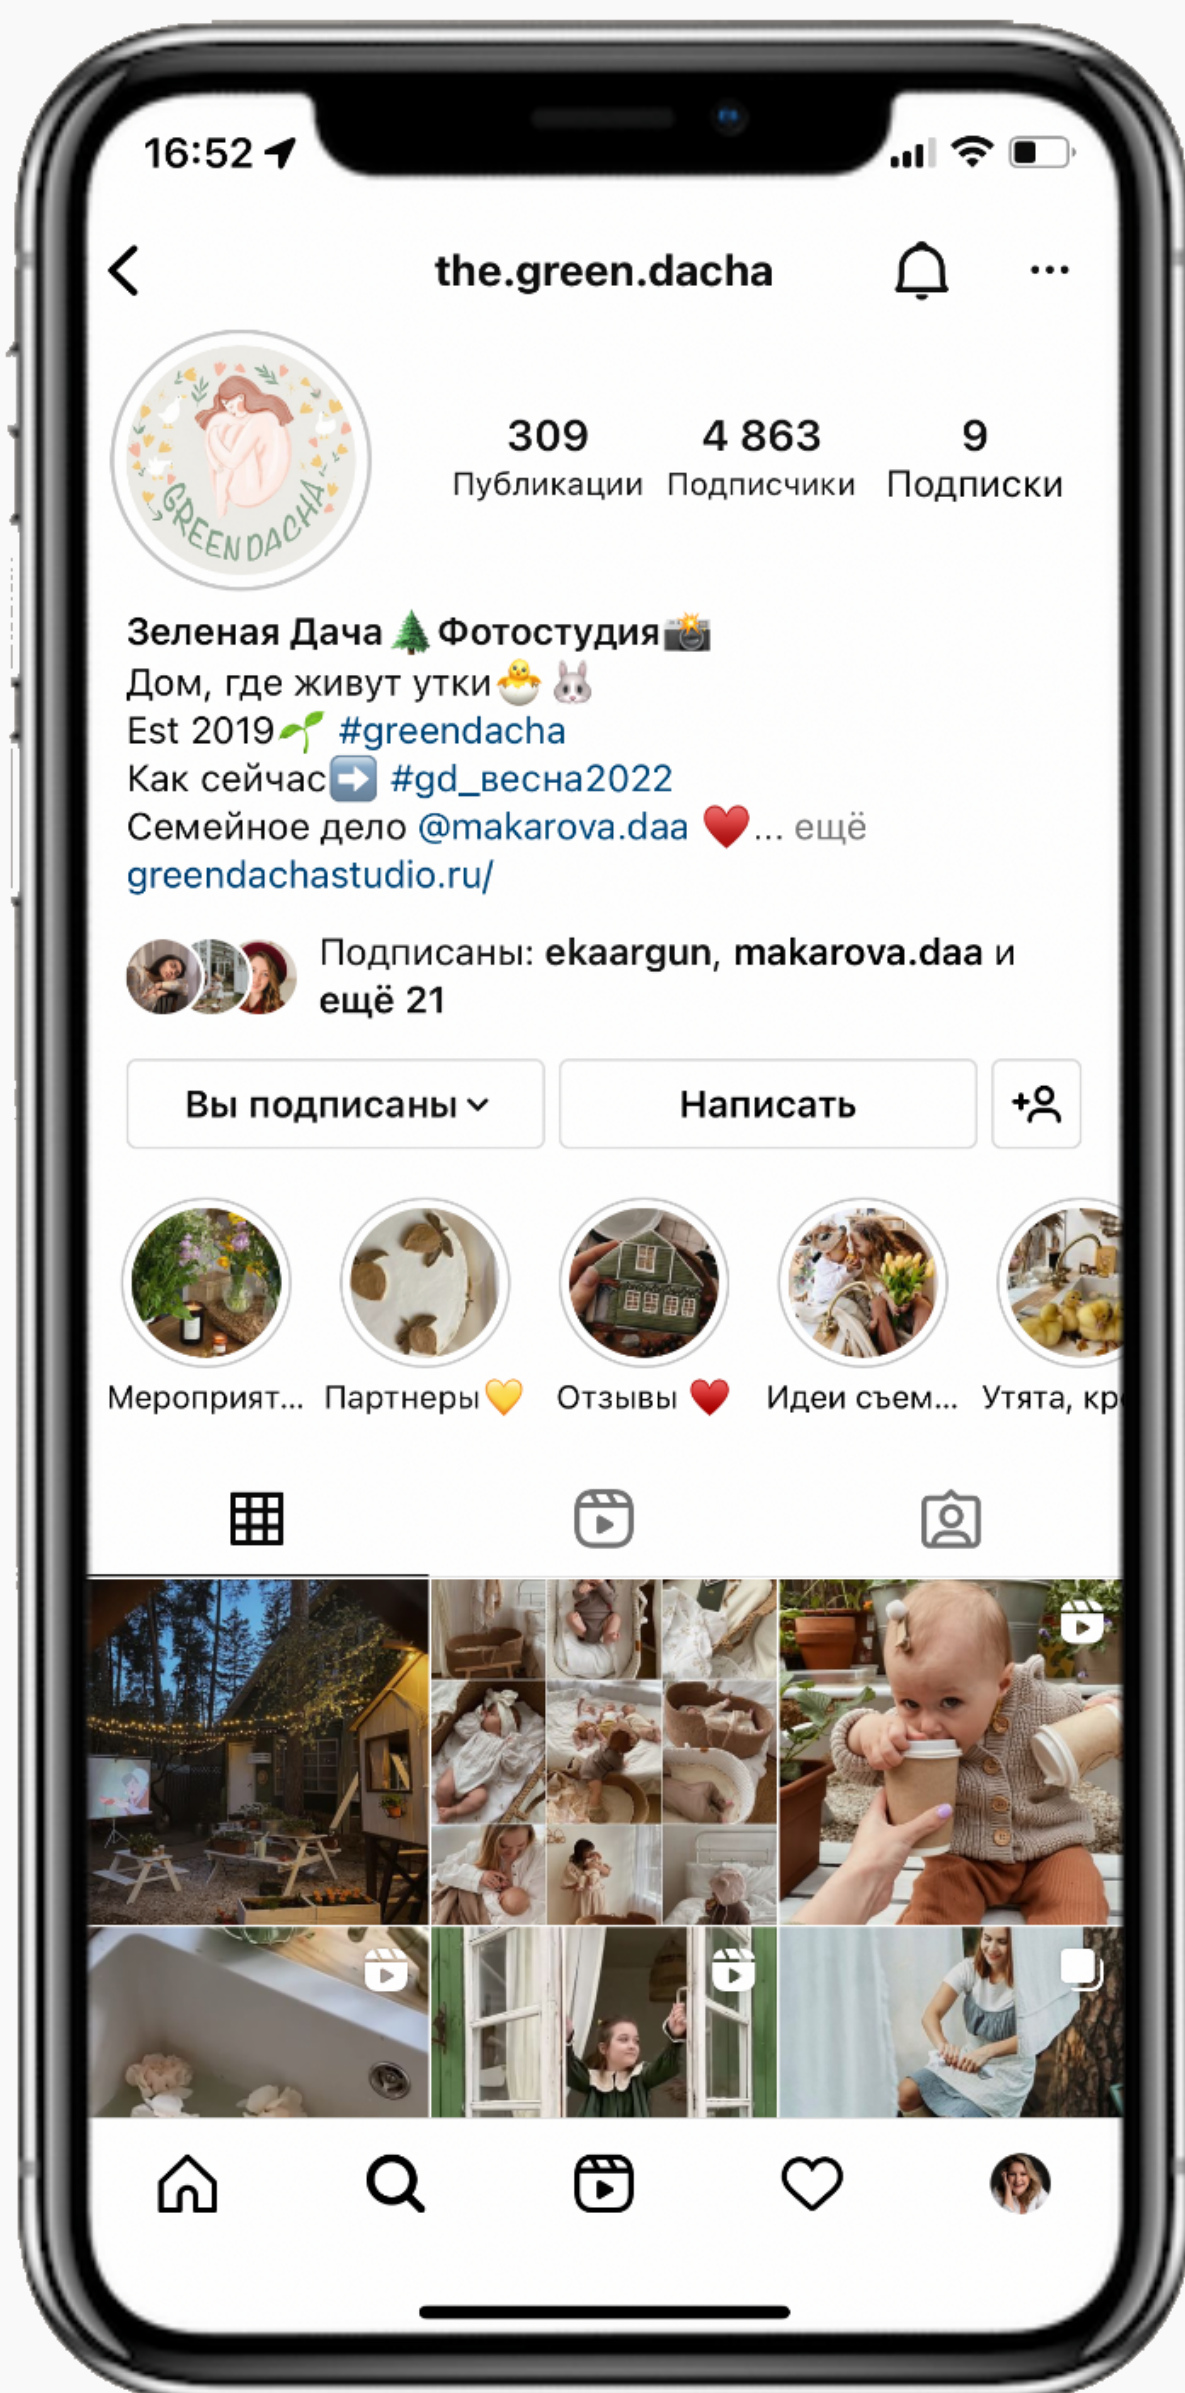 16:52
the.green.dacha
GREEN DACHA
309
Публикации
4 863
Подписчики
9
Подписки
Зеленая Дача🌲Фотостудия📸
Дом, где живут утки🐣🐰
Est 2019🌱 #greendacha
Как сейчас➡️ #gd_весна2022
Семейное дело @makarova.daa ♥️... ещё
greendachastudio.ru/
Подписаны: ekaargun, makarova.daa и
ещё 21
Вы подписаны
Написать
Мероприят...
Партнеры💛
Отзывы ♥️
Идеи съем...
Утята, кр